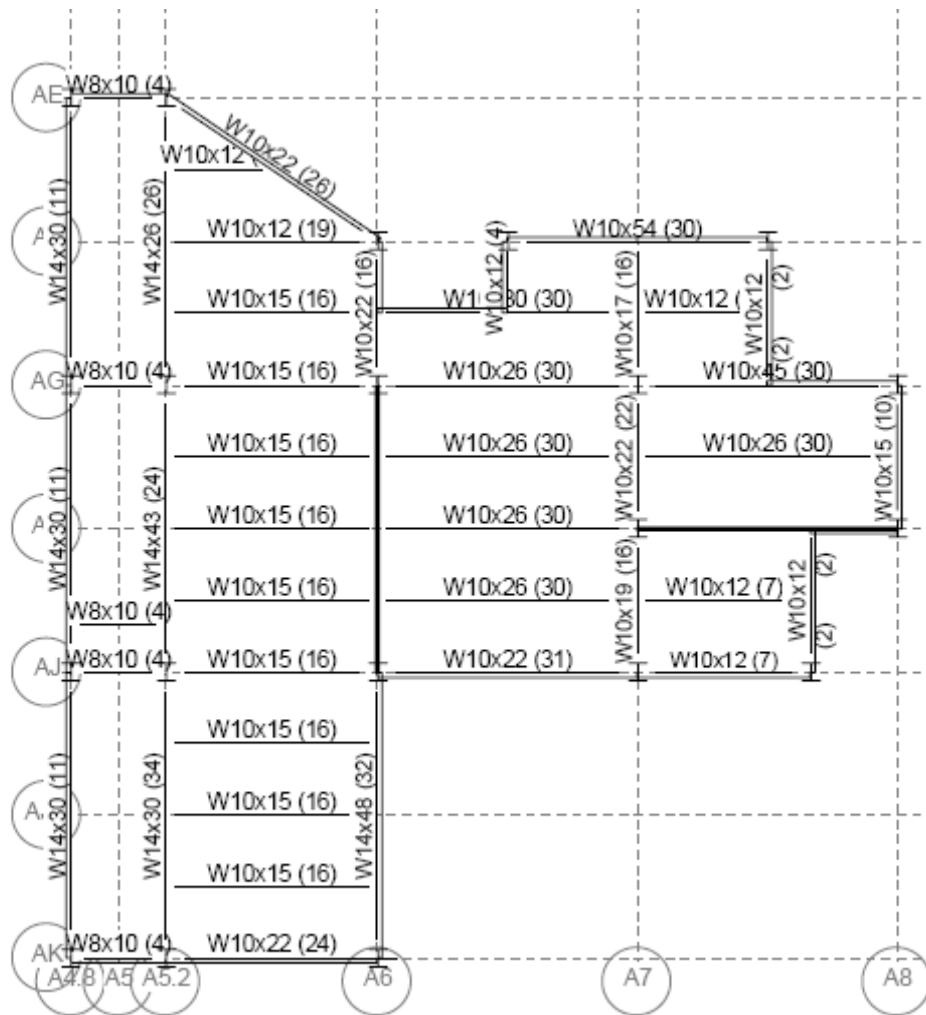 AE
W8x10 (4)
W10x22 (26)
W10x12 (
W14x30 (11)
W14x26 (26)
A
W10x12 (19)
W10x12 (4)
W10x54 (30)
W10x22 (16)
W10x17 (16)
W10x12
(2)
(2)
W10x15 (16)
30 (30)
W10x12 (
AG
W8x10 (4)
W10x15 (16)
W10x26 (30)
W10x45 (30)
W10x22 (22)
W10x15 (10)
W10x15 (16)
W10x26 (30)
W10x26 (30)
A
W14x30 (11)
W14x43 (24)
W10x15 (16)
W10x26 (30)
W10x19 (16)
W10x12
(2)
(2)
W10x15 (16)
W10x26 (30)
W10x12 (7)
W8x10 (4)
AJ
W8x10 (4)
W10x15 (16)
W10x22 (31)
W10x12 (7)
W10x15 (16)
A
W14x30 (11)
W14x30 (34)
W10x15 (16)
W14x48 (32)
W10x15 (16)
AK
W8x10 (4)
W10x22 (24)
A4.8
A5
A5.2
A6
A7
A8